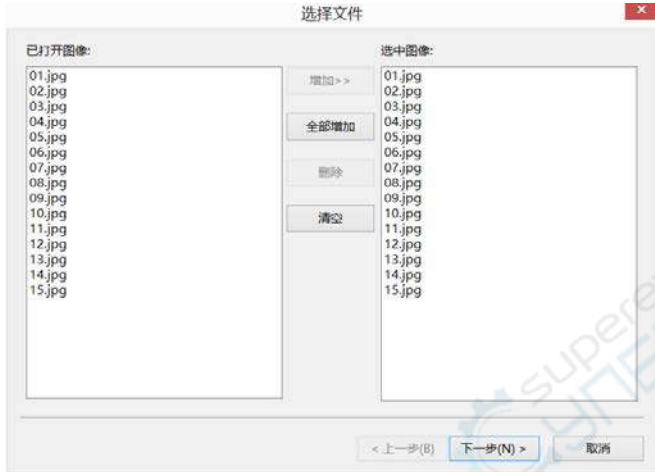 选择文件
已打开图像:
01.jpg
02.jpg
03.jpg
04.jpg
05.jpg
06.jpg
07.jpg
08.jpg
09.jpg
10.jpg
11.jpg
12.jpg
13.jpg
14.jpg
15.jpg
增加>>
全部增加
删除
清空
选中图像:
01.jpg
02.jpg
03.jpg
04.jpg
05.jpg
06.jpg
07.jpg
08.jpg
09.jpg
10.jpg
11.jpg
12.jpg
13.jpg
14.jpg
15.jpg
< 上一步(B)
下一步(N) >
取消